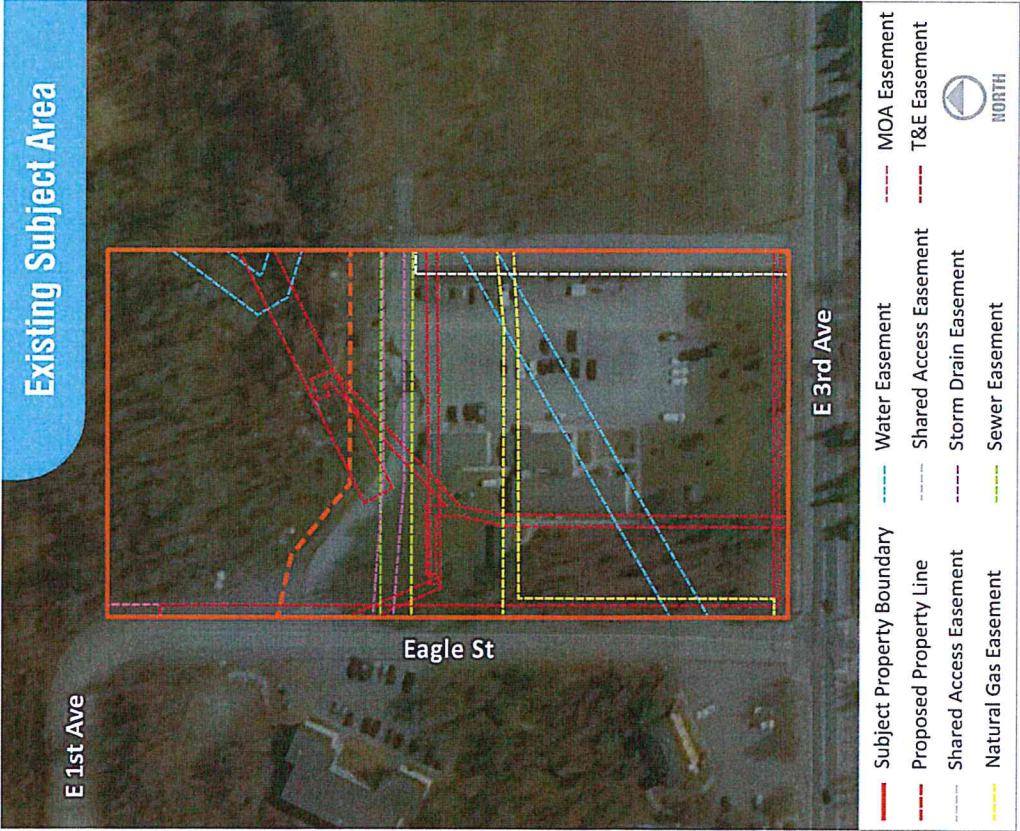 Existing Subject Area
E 1st Ave
Eagle St
E 3rd Ave
Subject Property Boundary
Proposed Property Line
Shared Access Easement
Natural Gas Easement
Water Easement
Shared Access Easement
Storm Drain Easement
Sewer Easement
MOA Easement
T&E Easement
NORTH